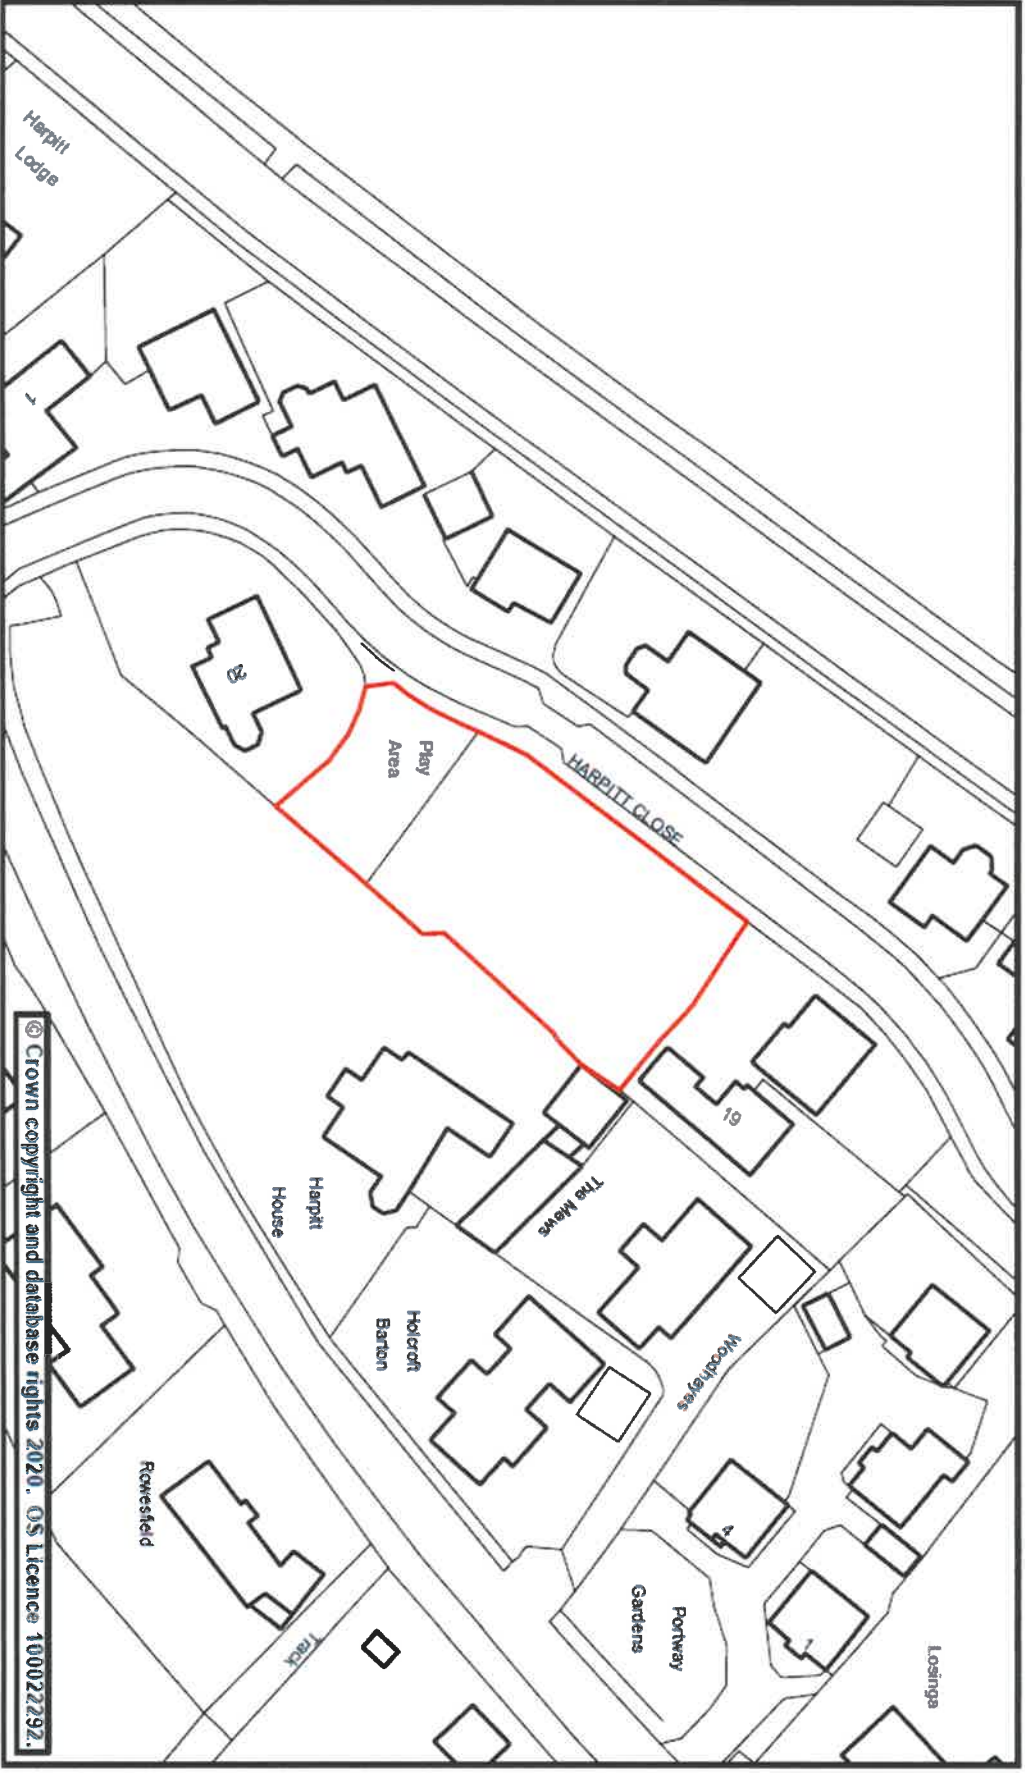 Harpitt
Lodge
1
Play
Area
HARPITT CLOSE
19
The Mews
Harpitt
House
Holcroft
Barton
Woodhayes
4
1
Portway
Gardens
Losinga
Rowesfield
Track
© Crown copyright and database rights 2020. OS Licence 100022292.